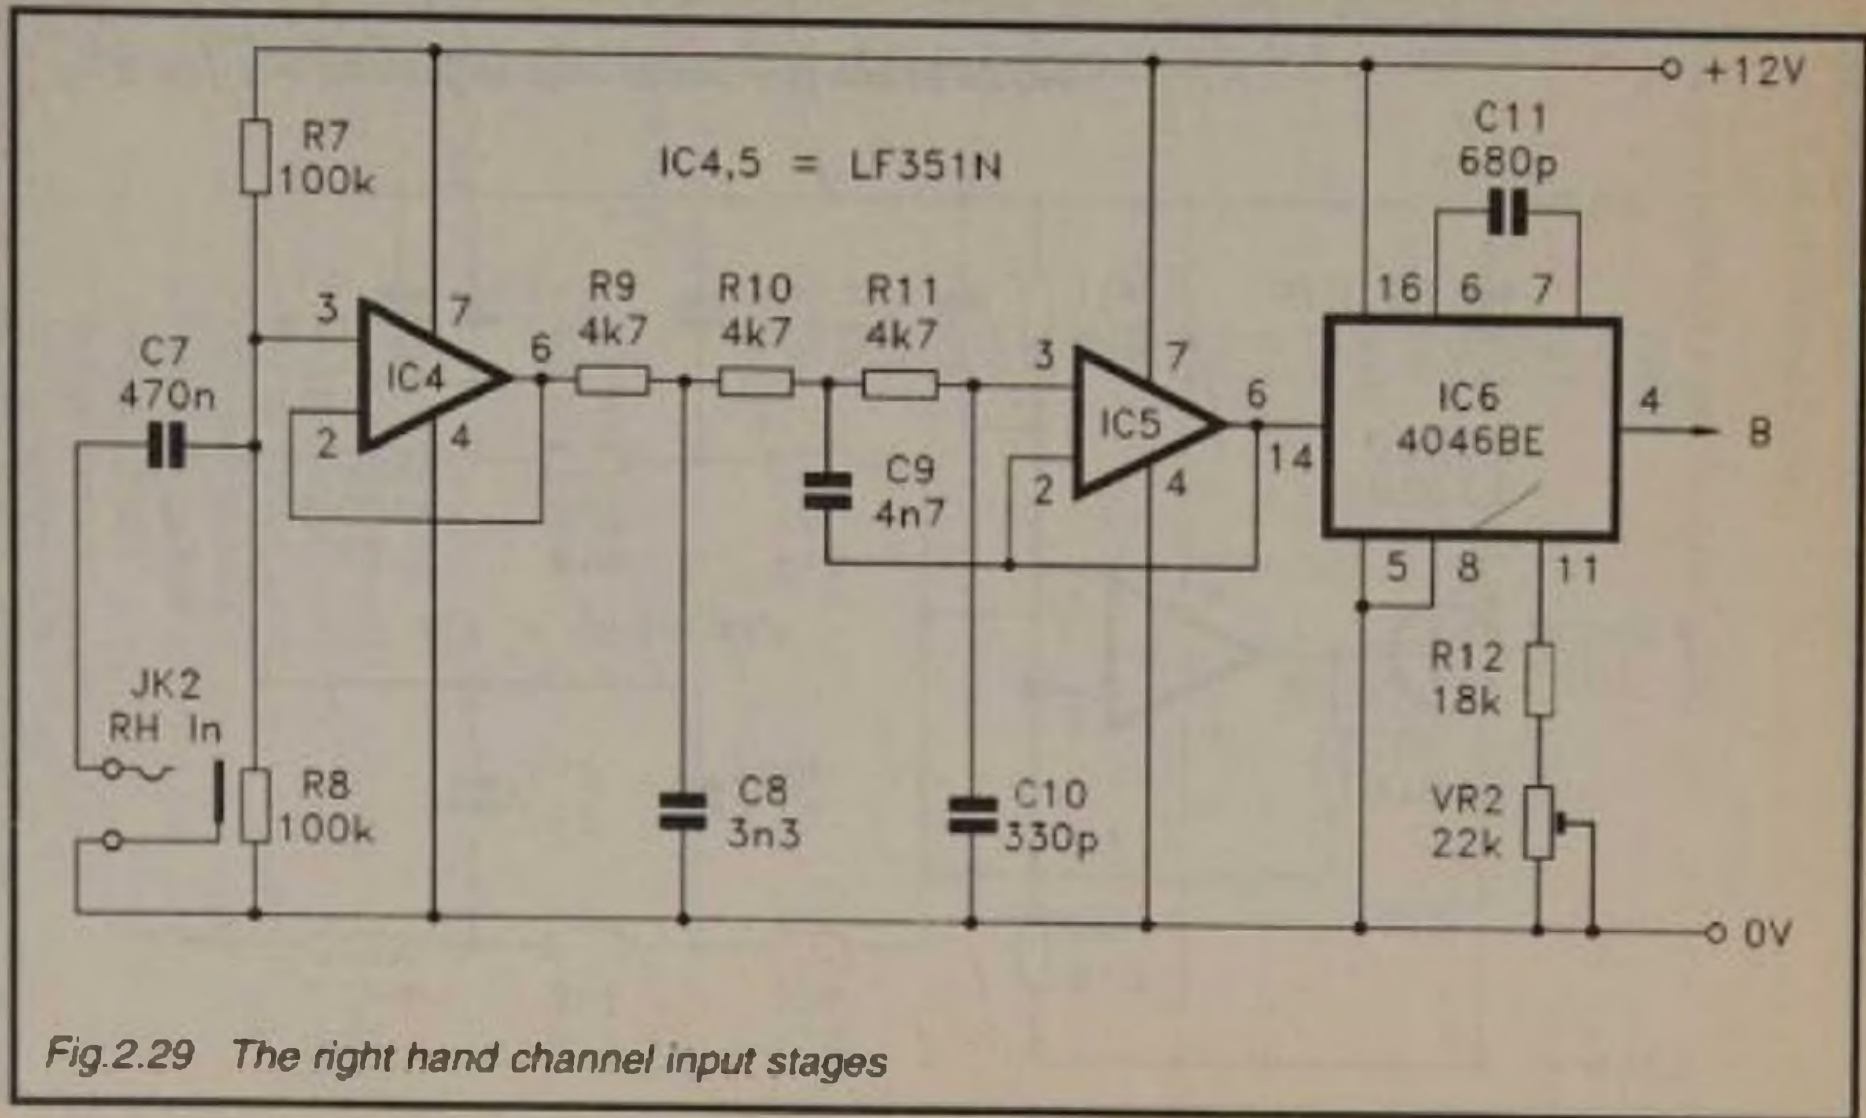 +12V
R7
100k
IC4,5 = LF351N
C11
680p
16 6 7
R9
4k7
R10
4k7
R11
4k7
3
7
C7
470n
IC4
6
2
4
3
7
IC5
6
2
4
14
IC6
4046BE
4
B
C9
4n7
5 8 11
R12
18k
JK2
RH In
R8
100k
C8
3n3
C10
330p
VR2
22k
0V
Fig.2.29 The right hand channel input stages